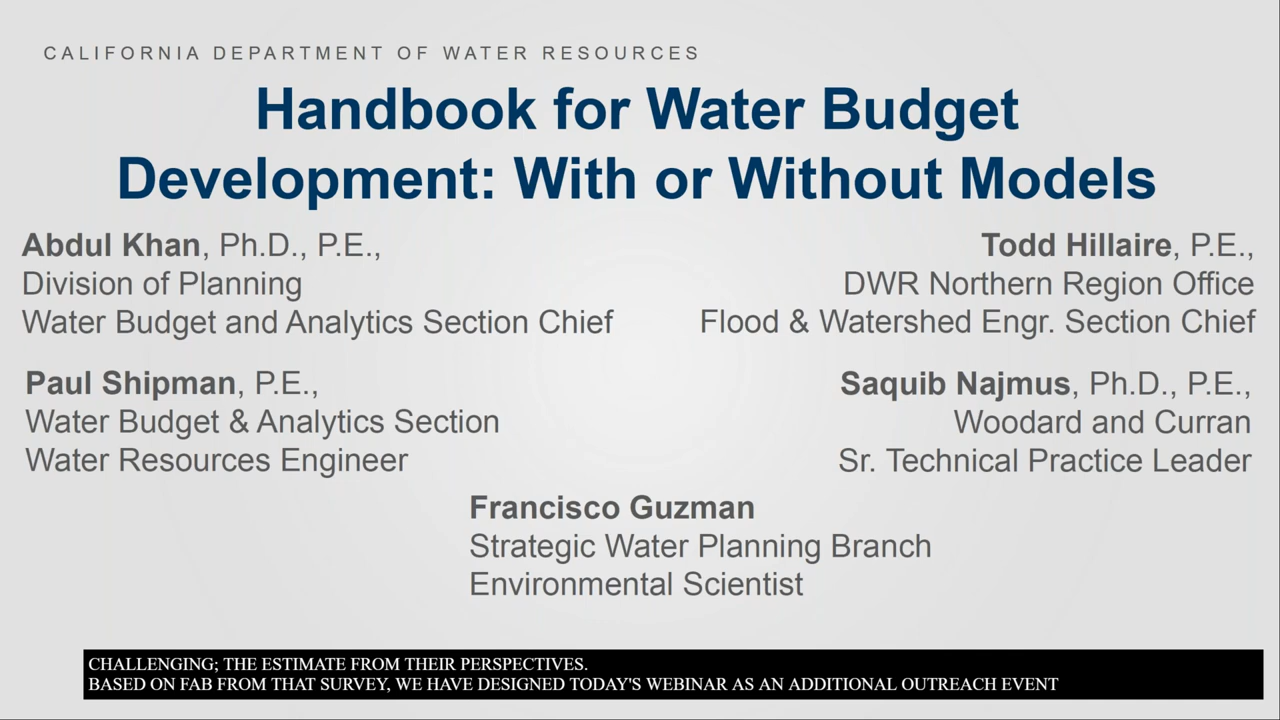 CALIFORNIA DEPARTMENT OF WATER RESOURCES
Handbook for Water Budget
Development: With or Without Models
Abdul Khan, Ph.D., P.E.,
Division of Planning
Water Budget and Analytics Section Chief
Todd Hillaire, P.E.,
DWR Northern Region Office
Flood & Watershed Engr. Section Chief
Paul Shipman, P.E.,
Water Budget & Analytics Section
Water Resources Engineer
Saquib Najmus, Ph.D., P.E.,
Woodard and Curran
Sr. Technical Practice Leader
Francisco Guzman
Strategic Water Planning Branch
Environmental Scientist
CHALLENGING; THE ESTIMATE FROM THEIR PERSPECTIVES.
BASED ON FAB FROM THAT SURVEY, WE HAVE DESIGNED TODAY'S WEBINAR AS AN ADDITIONAL OUTREACH EVENT